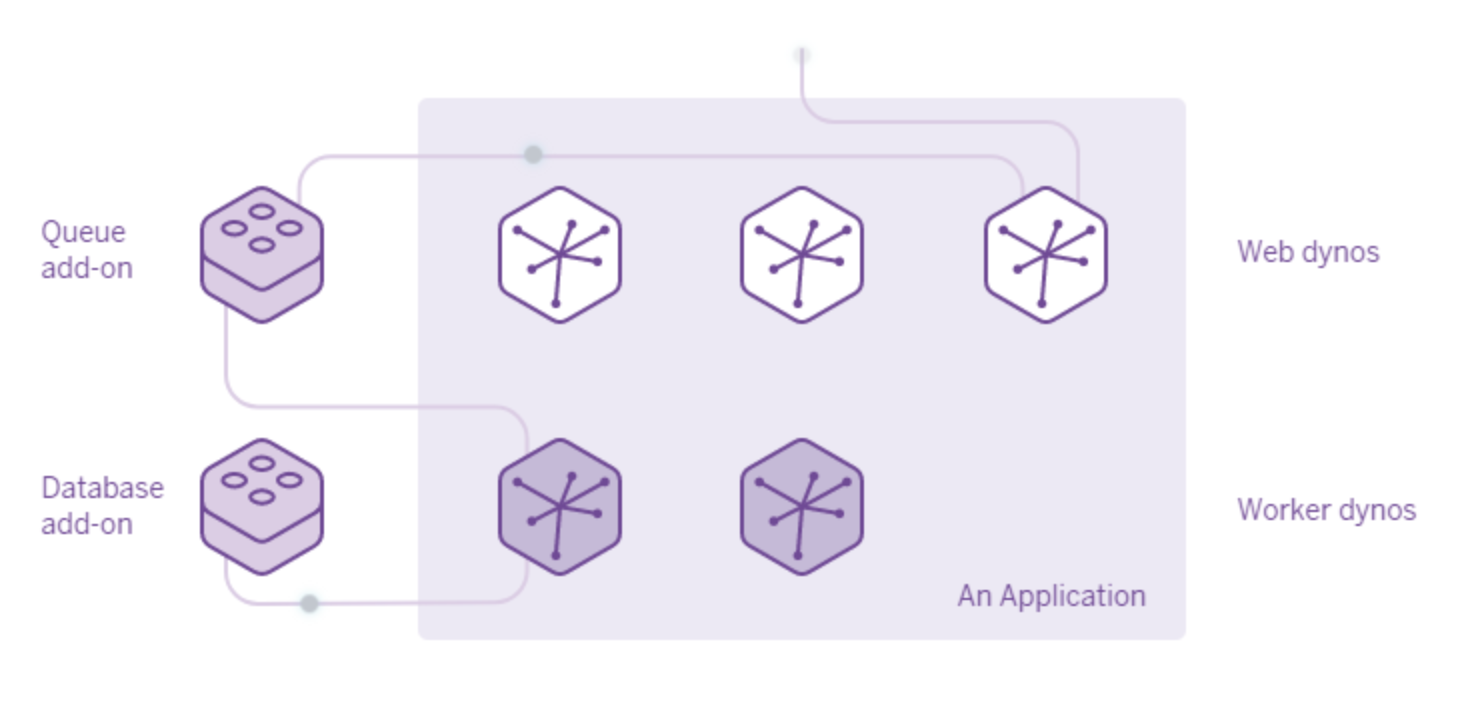 Queue
add-on
Web dynos
Database
add-on
Worker dynos
An Application